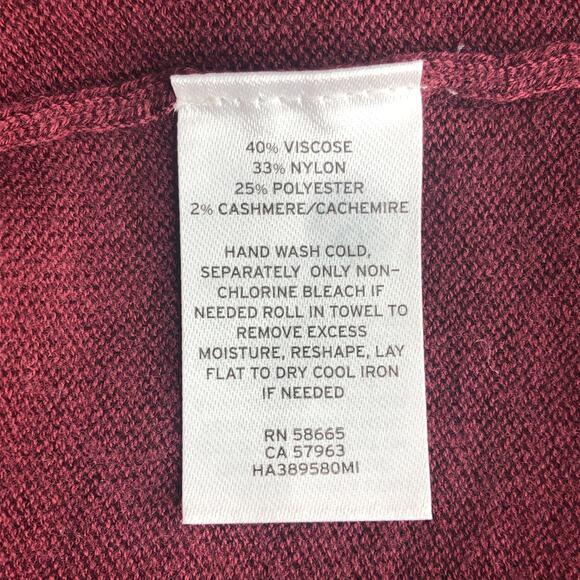 40% VISCOSE
33% NYLON
25% POLYESTER
2% CASHMERE/CACHEMIRE
HAND WASH COLD,
SEPARATELY ONLY NON-
CHLORINE BLEACH IF
NEEDED ROLL IN TOWEL TO
REMOVE EXCESS
MOISTURE, RESHAPE, LAY
FLAT TO DRY COOL IRON
IF NEEDED
RN 58665
CA 57963
HA389580MI